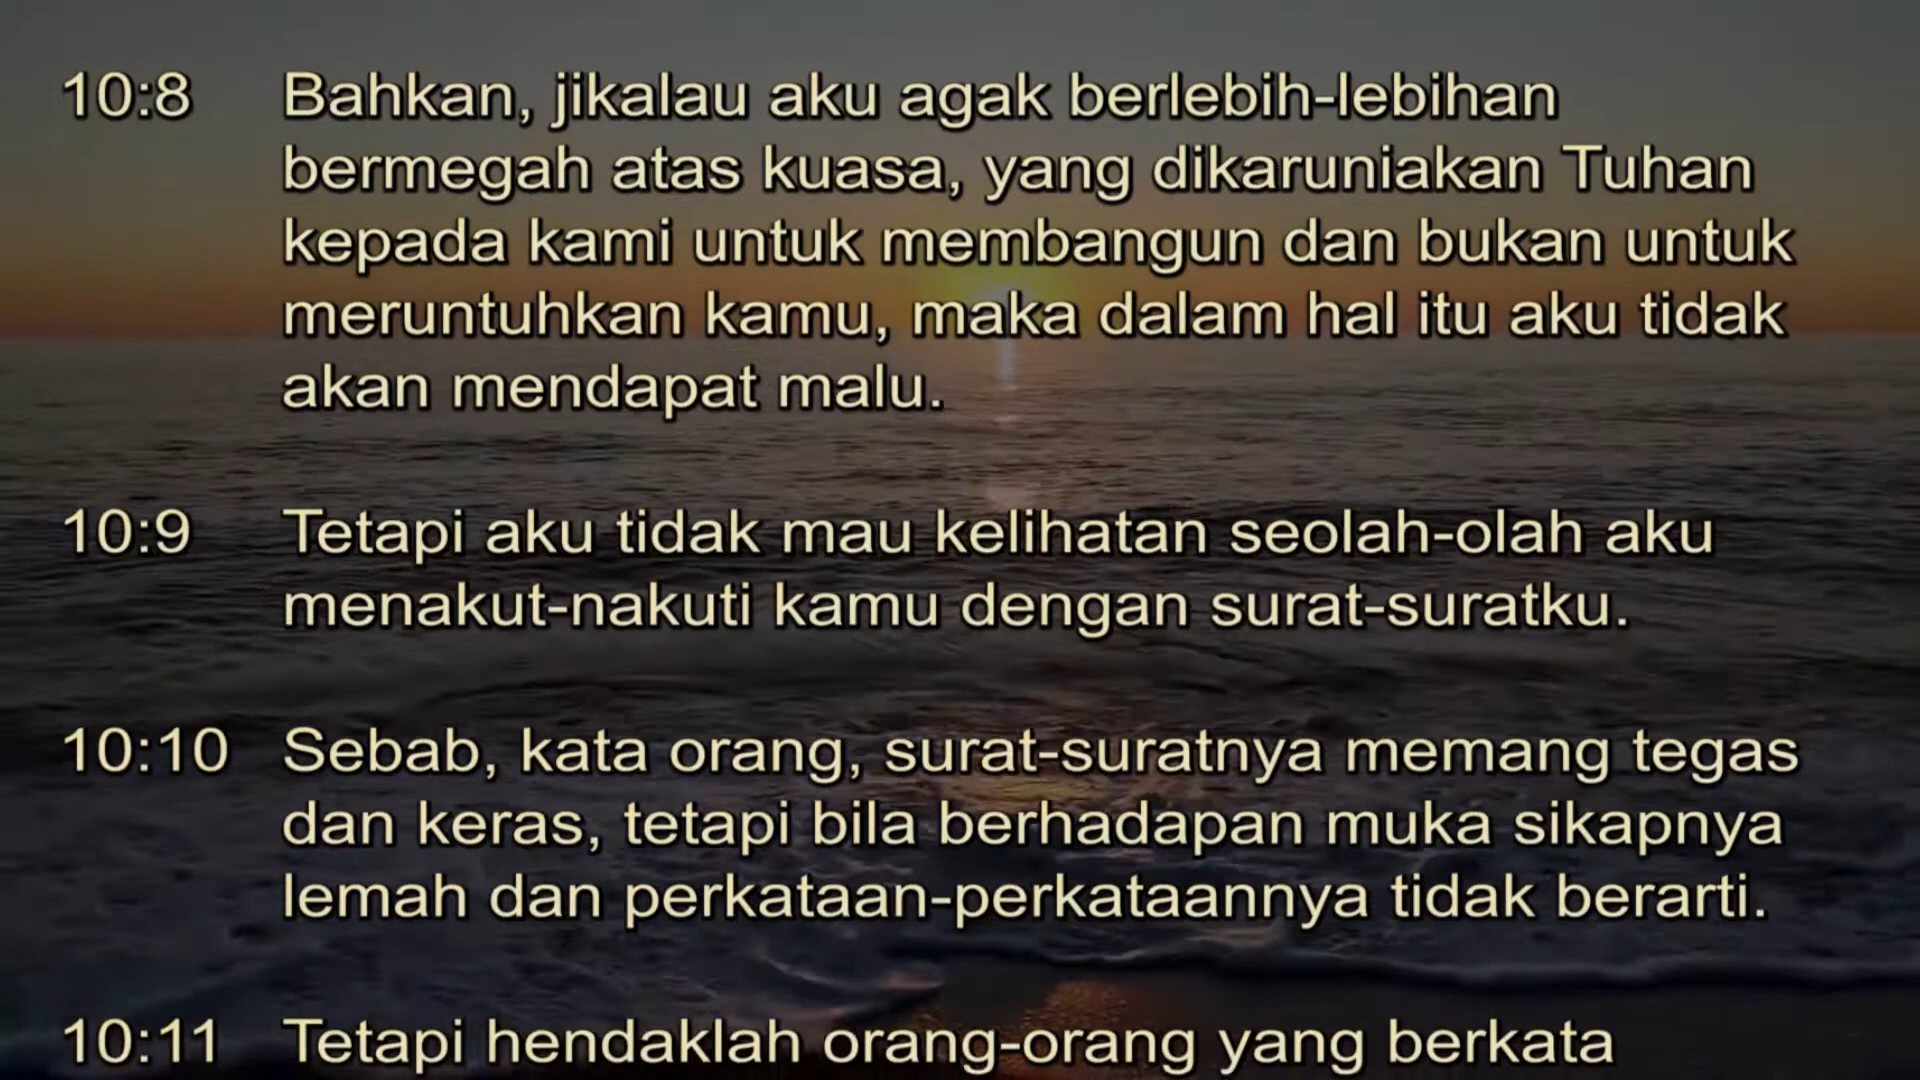 10:8 Bahkan, jikalau aku agak berlebih-lebihan
bermegah atas kuasa, yang dikaruniakan Tuhan
kepada kami untuk membangun dan bukan untuk
meruntuhkan kamu, maka dalam hal itu aku tidak
akan mendapat malu.
10:9 Tetapi aku tidak mau kelihatan seolah-olah aku
menakut-nakuti kamu dengan surat-suratku.
10:10 Sebab, kata orang, surat-suratnya memang tegas
dan keras, tetapi bila berhadapan muka sikapnya
lemah dan perkataan-perkataannya tidak berarti.
10:11 Tetapi hendaklah orang-orang yang berkata